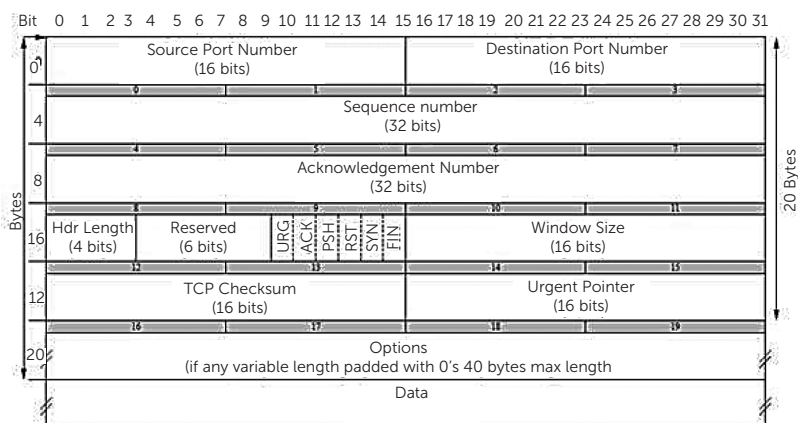 Bit 0 1 2 3 4 5 6 7 8 9 10 11 12 13 14 15 16 17 18 19 20 21 22 23 24 25 26 27 28 29 30 31
Source Port Number
(16 bits)
Destination Port Number
(16 bits)
0
0 1 2 3
Sequence number
(32 bits)
4
4 5 6 7
Acknowledgement Number
(32 bits)
8
8 9 10 11
Hdr Length
(4 bits)
Reserved
(6 bits)
URG
ACK
PSH
RST
SYN
FIN
Window Size
(16 bits)
16
12 13 14 15
TCP Checksum
(16 bits)
Urgent Pointer
(16 bits)
12
16 17 18 19
Options
(if any variable length padded with 0's 40 bytes max length
20
Data
Bytes
20 Bytes